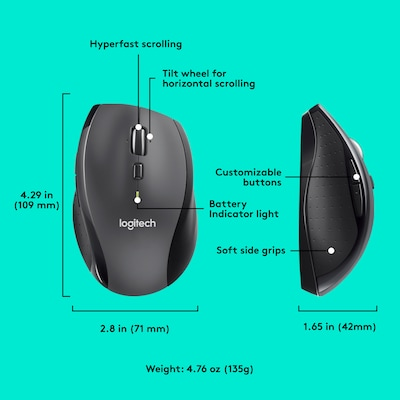 Hyperfast scrolling
Tilt wheel for
horizontal scrolling
4.29 in
(109 mm)
Customizable
buttons
Battery
Indicator light
logitech
Soft side grips
2.8 in (71 mm)
1.65 in (42mm)
Weight: 4.76 oz (135g)